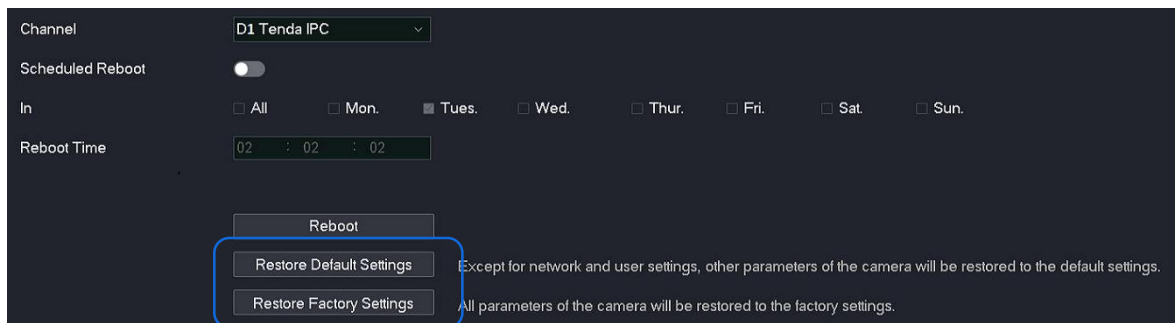 Channel D1 Tenda IPC
Scheduled Reboot
In All Mon. Tues. Wed. Thur. Fri. Sat. Sun.
Reboot Time 02 : 02 : 02
Reboot
Restore Default Settings Except for network and user settings, other parameters of the camera will be restored to the default settings.
Restore Factory Settings All parameters of the camera will be restored to the factory settings.